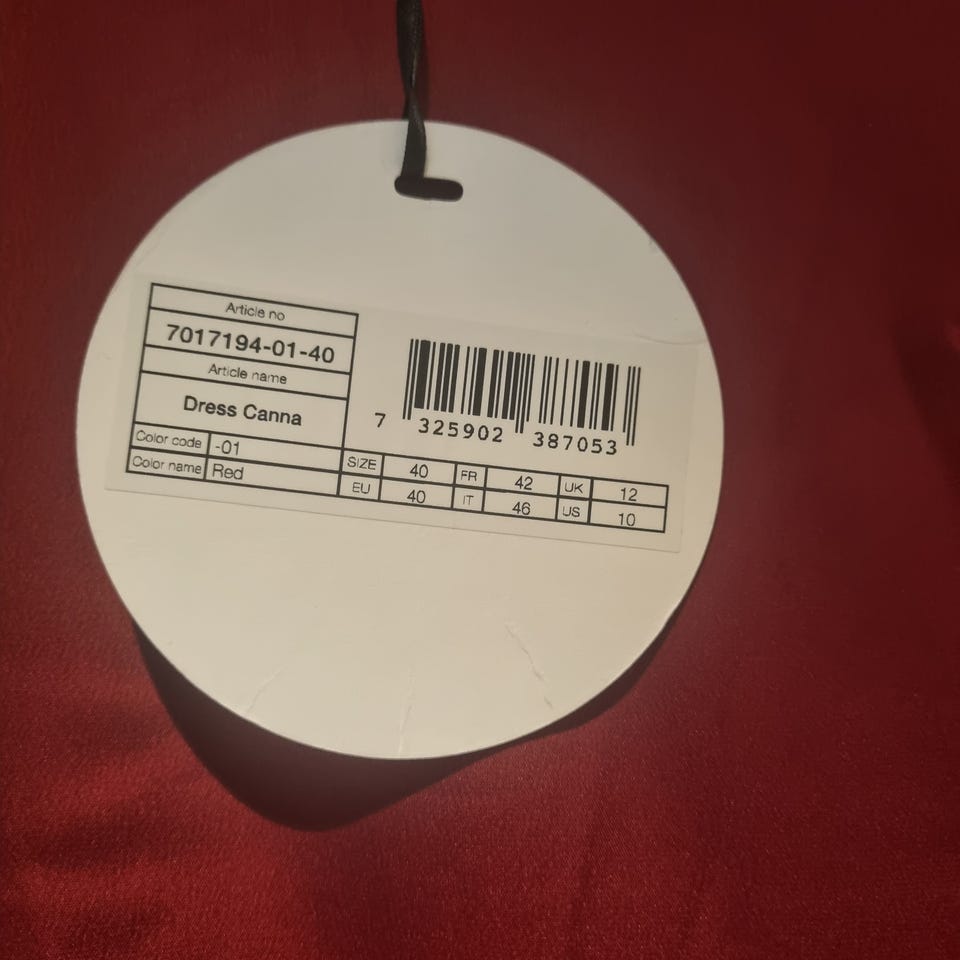 Article no
7017194-01-40
Article name
Dress Canna
Color code -01
Color name Red
7 325902 387053
SIZE 40 FR 42 UK 12
EU 40 IT 46 US 10